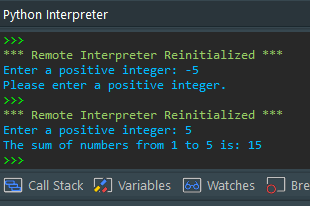 Python Interpreter
>>>
*** Remote Interpreter Reinitialized ***
Enter a positive integer: -5
Please enter a positive integer.
>>>
*** Remote Interpreter Reinitialized ***
Enter a positive integer: 5
The sum of numbers from 1 to 5 is: 15
>>>
Call Stack Variables Watches Bre